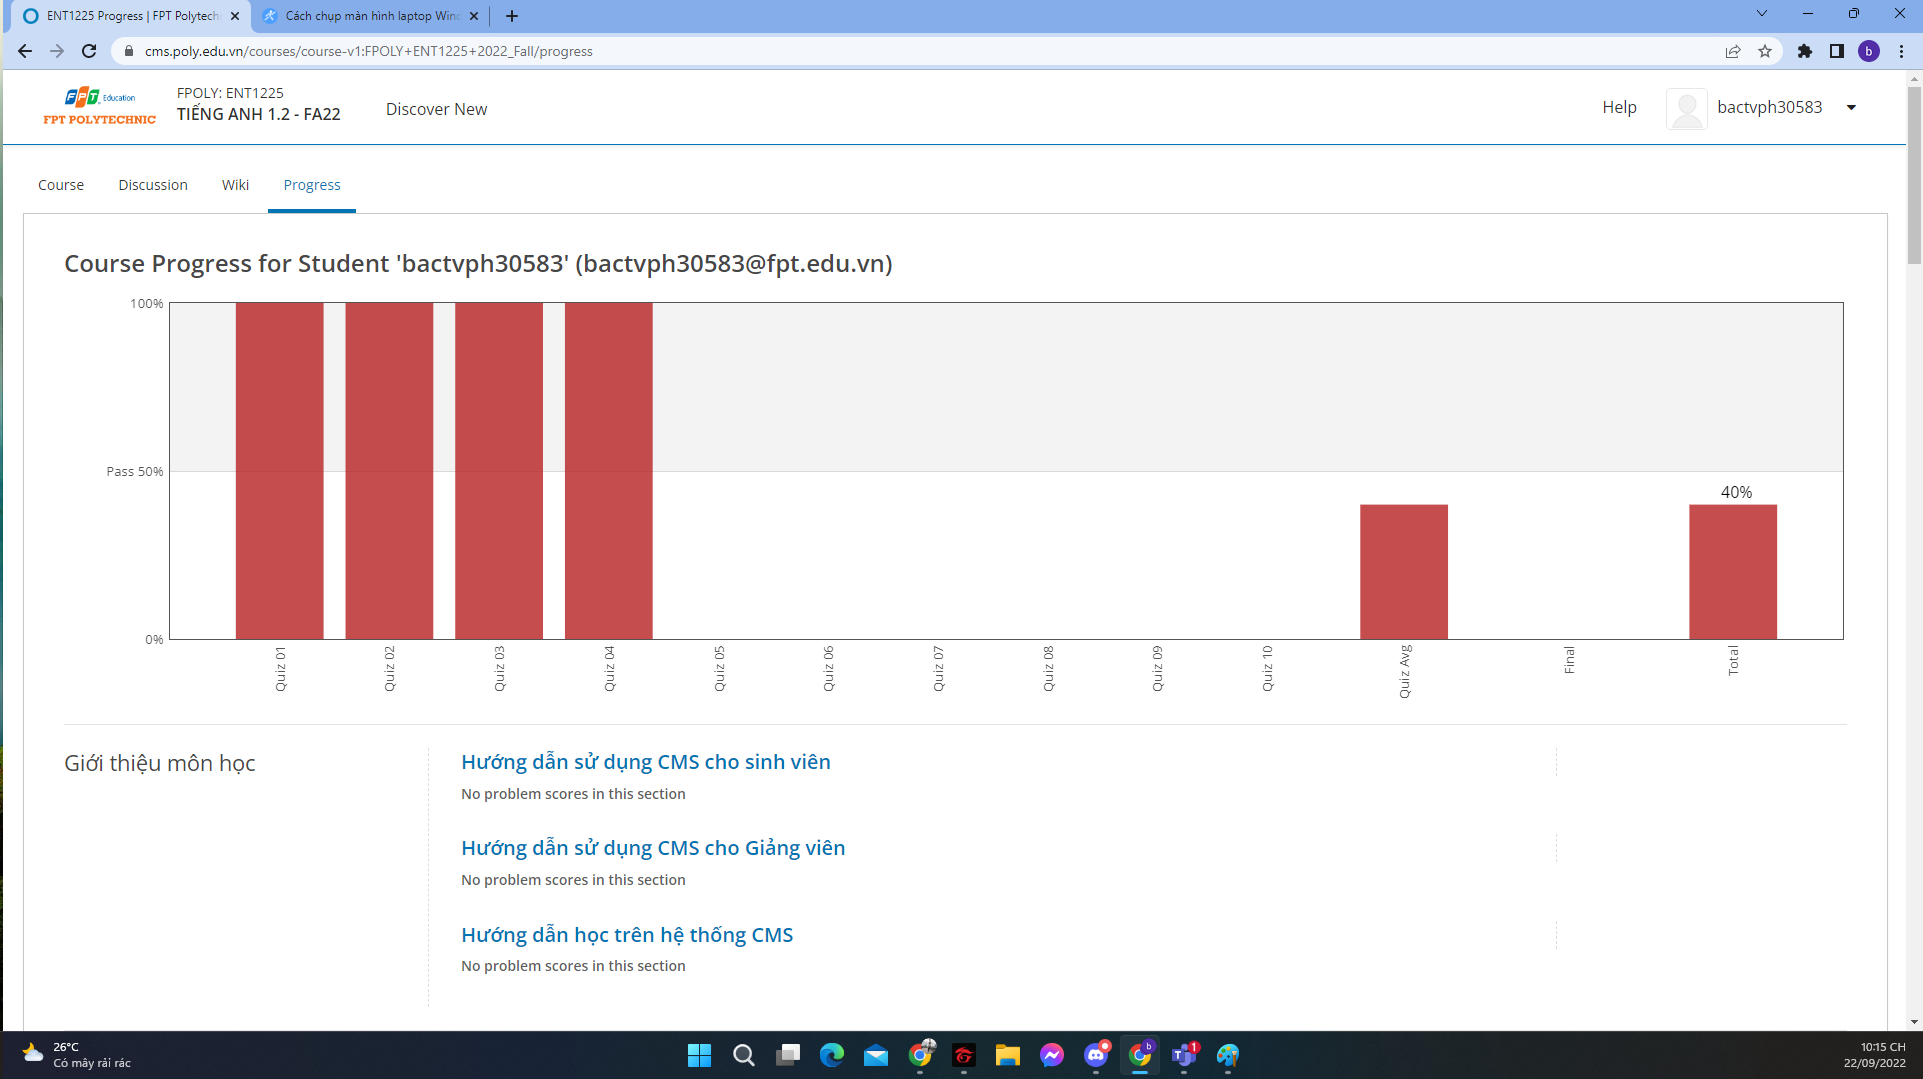 ENT1225 Progress | FPT Polytech
Cách chụp màn hình laptop Wind
cms.poly.edu.vn/courses/course-v1:FPOLY+ENT1225+2022_Fall/progress
b
FPT Education
FPT POLYTECHNIC
FPOLY: ENT1225
TIẾNG ANH 1.2 - FA22
Discover New
Help
bactvph30583
Course
Discussion
Wiki
Progress
Course Progress for Student 'bactvph30583' (bactvph30583@fpt.edu.vn)
100%
Pass 50%
0%
40%
Quiz 01
Quiz 02
Quiz 03
Quiz 04
Quiz 05
Quiz 06
Quiz 07
Quiz 08
Quiz 09
Quiz 10
Quiz Avg
Final
Total
Giới thiệu môn học
Hướng dẫn sử dụng CMS cho sinh viên
No problem scores in this section
Hướng dẫn sử dụng CMS cho Giảng viên
No problem scores in this section
Hướng dẫn học trên hệ thống CMS
No problem scores in this section
26°C
Có mây rải rác
b
1
10:15 CH
22/09/2022